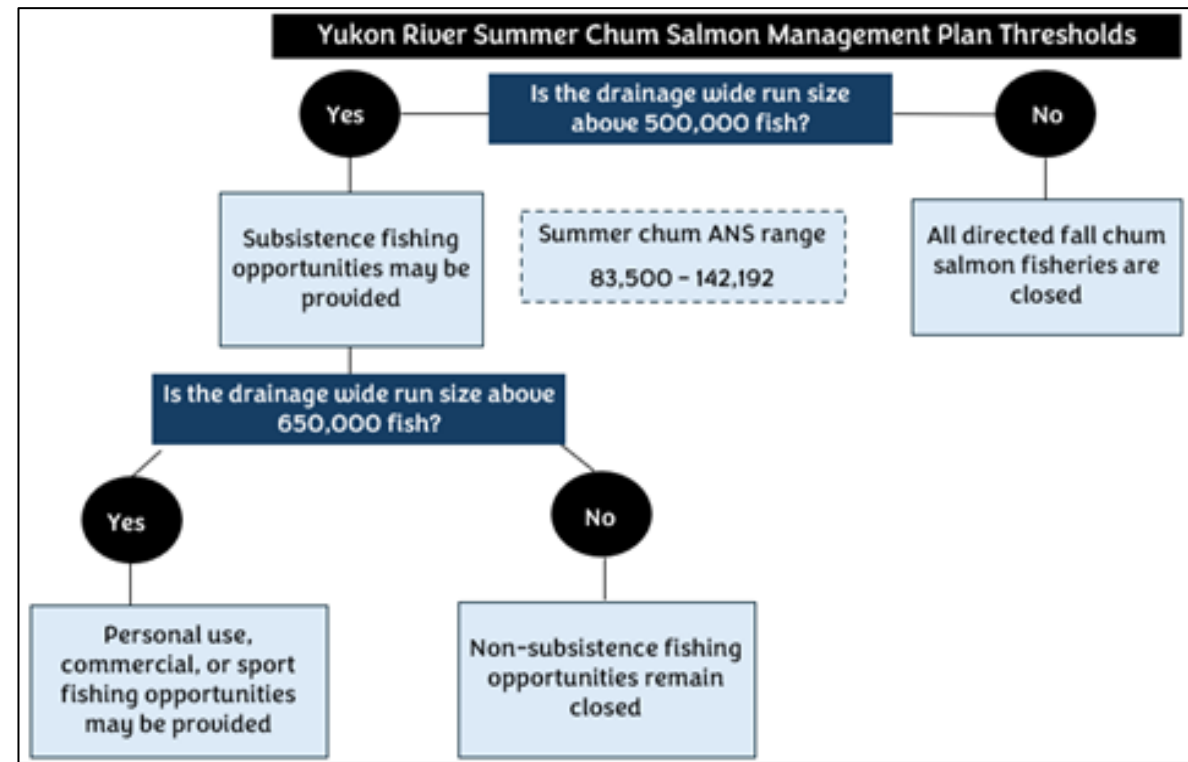 Yukon River Summer Chum Salmon Management Plan Thresholds
Yes
Is the drainage wide run size
above 500,000 fish?
No
Subsistence fishing
opportunities may be
provided
Summer chum ANS range
83,500 – 142,192
All directed fall chum
salmon fisheries are
closed
Is the drainage wide run size above
650,000 fish?
Yes
No
Personal use,
commercial, or sport
fishing opportunities
may be provided
Non-subsistence fishing
opportunities remain
closed